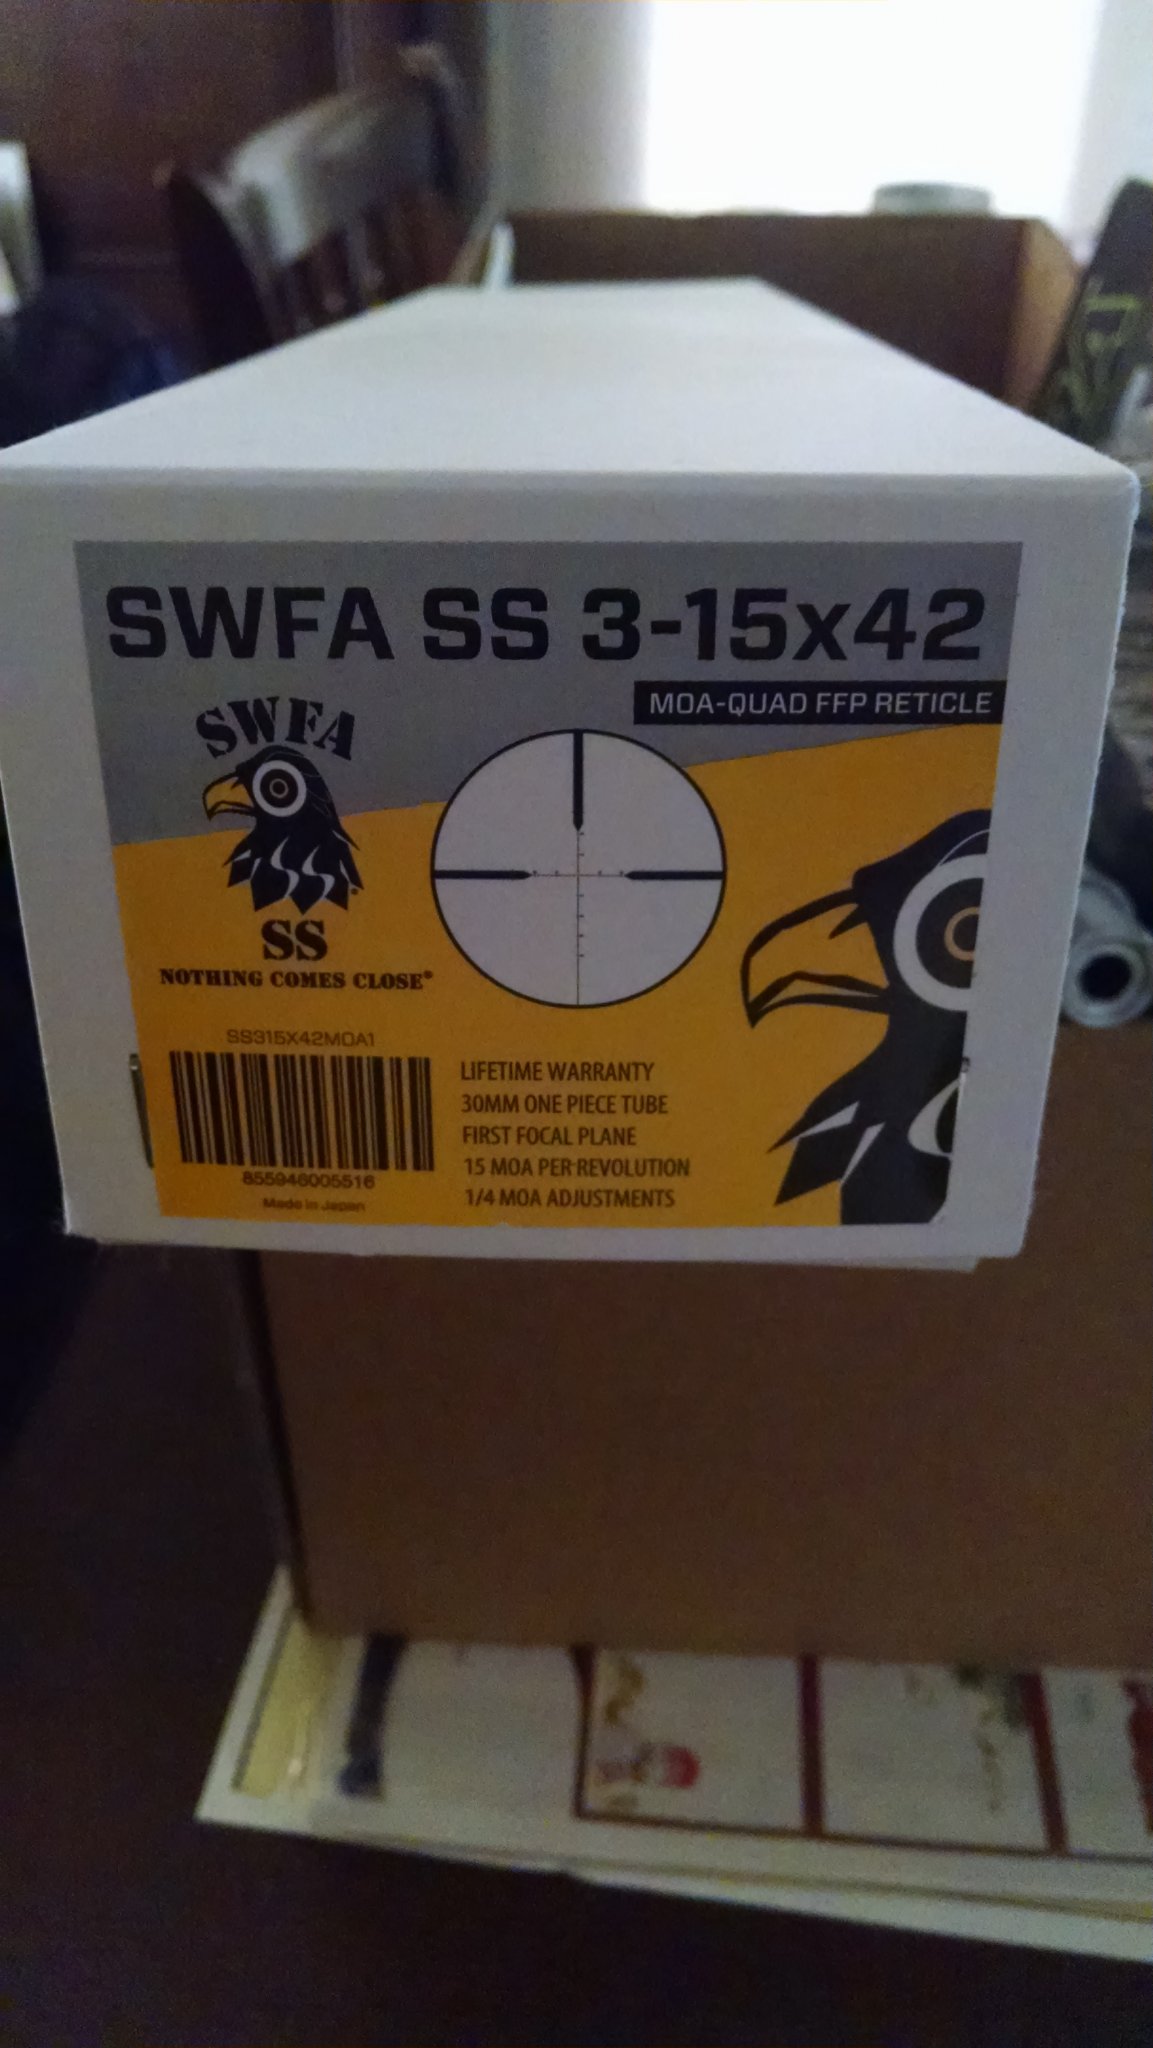 SWFA SS 3-15x42
MOA-QUAD FFP RETICLE
SWFA
SS
NOTHING COMES CLOSE®
SS315X42MOA1
855946005516
Made in Japan
LIFETIME WARRANTY
30MM ONE PIECE TUBE
FIRST FOCAL PLANE
15 MOA PER REVOLUTION
1/4 MOA ADJUSTMENTS